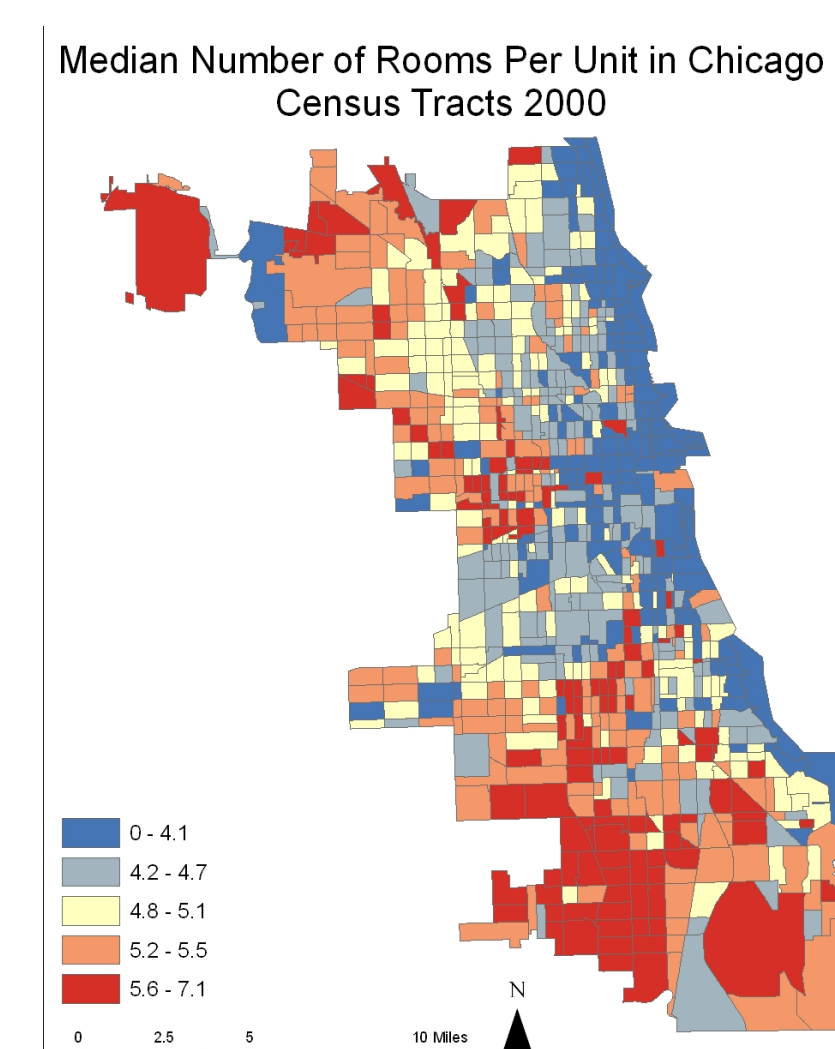 Median Number of Rooms Per Unit in Chicago
Census Tracts 2000
0 - 4.1
4.2 - 4.7
4.8 - 5.1
5.2 - 5.5
5.6 - 7.1
N
0 2.5 5 10 Miles